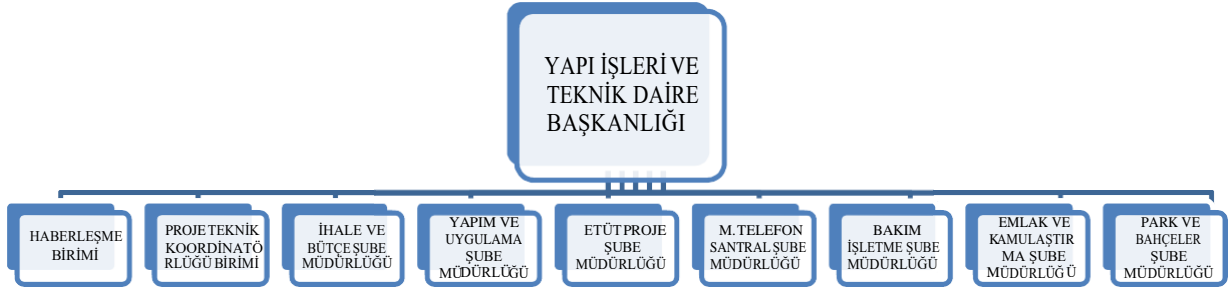 YAPI İŞLERİ VE
TEKNİK DAİRE
BAŞKANLIĞI
HABERLEŞME
BİRİMİ
PROJE TEKNİK
KOORDİNATÖ
RLÜĞÜ BİRİMİ
İHALE VE
BÜTÇE ŞUBE
MÜDÜRLÜĞÜ
YAPIM VE
UYGULAMA
ŞUBE
MÜDÜRLÜĞÜ
ETÜT PROJE
ŞUBE
MÜDÜRLÜĞÜ
M. TELEFON
SANTRAL ŞUBE
MÜDÜRLÜĞÜ
BAKIM
İŞLETME ŞUBE
MÜDÜRLÜĞÜ
EMLAK VE
KAMULAŞTIR
MA ŞUBE
MÜDÜRLÜĞÜ
PARK VE
BAHÇELER
ŞUBE
MÜDÜRLÜĞÜ